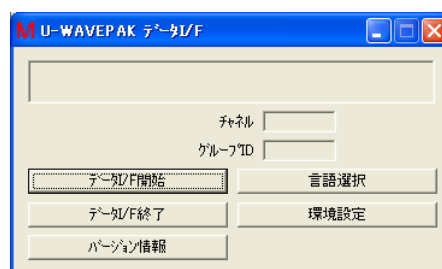 M U-WAVEPAK ﾃﾞｰﾀI/F
ﾁｬﾈﾙ
ｸﾞﾙｰﾌﾟID
ﾃﾞｰﾀI/F開始 言語選択
ﾃﾞｰﾀI/F終了 環境設定
ﾊﾞｰｼﾞｮﾝ情報